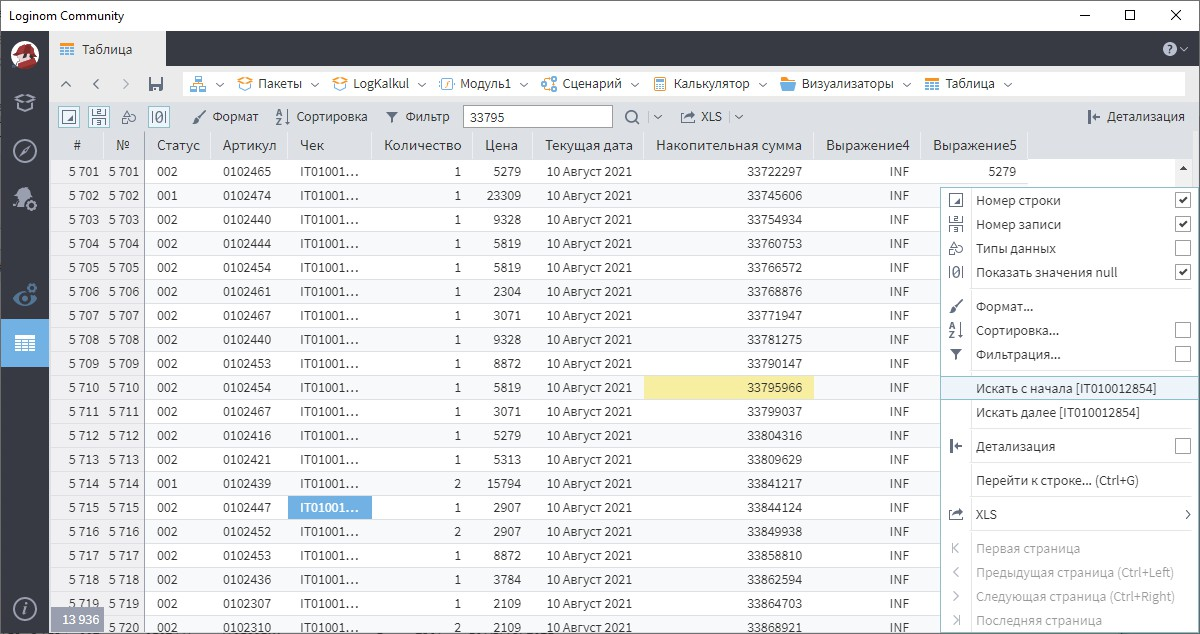 Loginom Community
Таблица
Пакеты LogKalkul Модуль1 Сценарий Калькулятор Визуализаторы Таблица
Формат Сортировка Фильтр 33795 XLS Детализация
# № Статус Артикул Чек Количество Цена Текущая дата Накопительная сумма Выражение4 Выражение5
5 701 5 701 002 0102465 IT01001... 1 5279 10 Август 2021 33722297 INF 5279
5 702 5 702 001 0102474 IT01001... 1 23309 10 Август 2021 33745606 INF
Номер строки
5 703 5 703 002 0102440 IT01001... 1 9328 10 Август 2021 33754934 INF
Номер записи
5 704 5 704 002 0102444 IT01001... 1 5819 10 Август 2021 33760753 INF
Типы данных
5 705 5 705 002 0102454 IT01001... 1 5819 10 Август 2021 33766572 INF
Показать значения null
5 706 5 706 002 0102461 IT01001... 1 2304 10 Август 2021 33768876 INF
Формат...
5 707 5 707 002 0102467 IT01001... 1 3071 10 Август 2021 33771947 INF
Сортировка...
5 708 5 708 002 0102440 IT01001... 1 9328 10 Август 2021 33781275 INF
Фильтрация...
5 709 5 709 002 0102453 IT01001... 1 8872 10 Август 2021 33790147 INF
5 710 5 710 002 0102454 IT01001... 1 5819 10 Август 2021 33795966 INF
Искать с начала [IT010012854]
5 711 5 711 002 0102467 IT01001... 1 3071 10 Август 2021 33799037 INF
Искать далее [IT010012854]
5 712 5 712 002 0102416 IT01001... 1 5279 10 Август 2021 33804316 INF
Детализация
5 713 5 713 002 0102421 IT01001... 1 5313 10 Август 2021 33809629 INF
5 714 5 714 001 0102439 IT01001... 2 15794 10 Август 2021 33841217 INF
Перейти к строке... (Ctrl+G)
5 715 5 715 002 0102447 IT01001... 1 2907 10 Август 2021 33844124 INF
XLS
5 716 5 716 002 0102452 IT01001... 2 2907 10 Август 2021 33849938 INF
Первая страница
5 717 5 717 002 0102453 IT01001... 1 8872 10 Август 2021 33858810 INF
Предыдущая страница (Ctrl+Left)
5 718 5 718 002 0102436 IT01001... 1 3784 10 Август 2021 33862594 INF
Следующая страница (Ctrl+Right)
5 719 5 719 002 0102307 IT01001... 1 2109 10 Август 2021 33864703 INF
Последняя страница
13 936
5 720 002 0102310 IT01001... 2 2109 10 Август 2021 33868921 INF